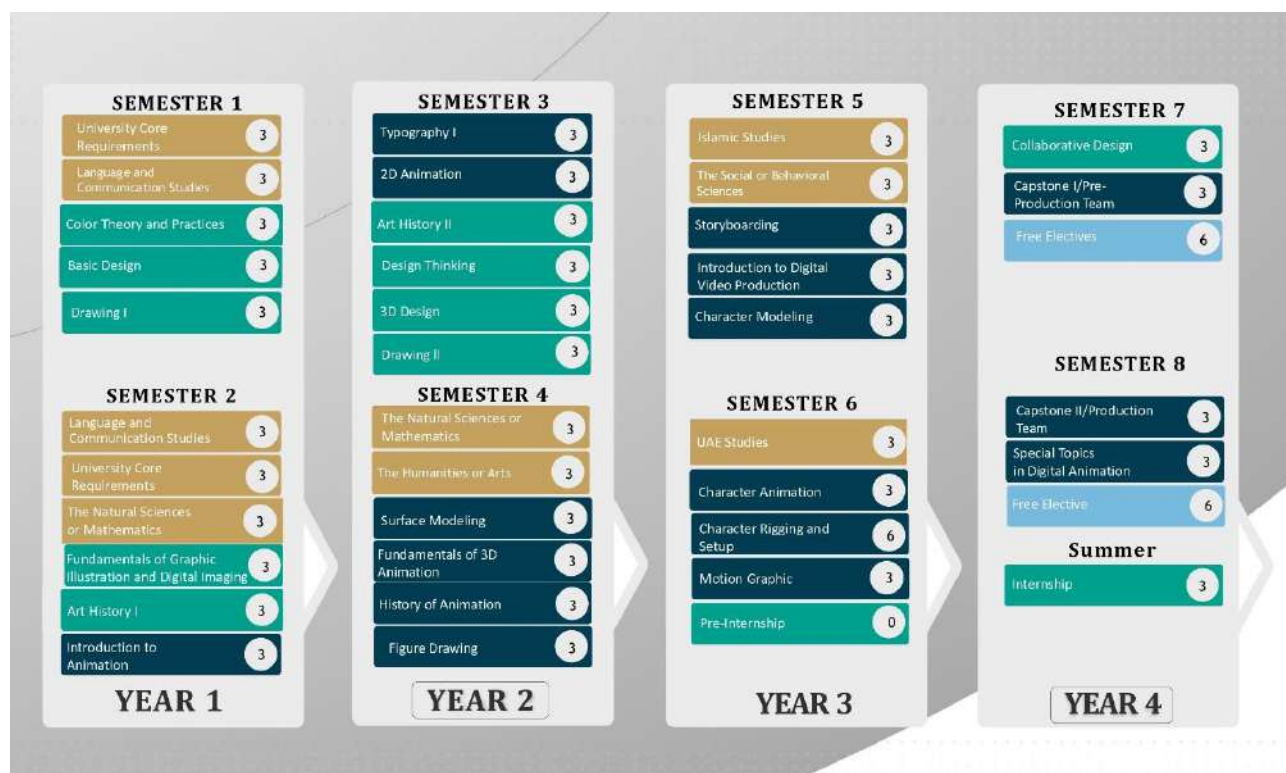 SEMESTER 1
University Core
Requirements
3
Language and
Communication Studies
3
Color Theory and Practices
3
Basic Design
3
Drawing I
3
SEMESTER 2
Language and
Communication Studies
3
University Core
Requirements
3
The Natural Sciences
or Mathematics
3
Fundamentals of Graphic
Illustration and Digital Imaging
3
Art History I
3
Introduction to
Animation
3
YEAR 1
SEMESTER 3
Typography I
3
2D Animation
3
Art History II
3
Design Thinking
3
3D Design
3
Drawing II
3
SEMESTER 4
The Natural Sciences or
Mathematics
3
The Humanities or Arts
3
Surface Modeling
3
Fundamentals of 3D
Animation
3
History of Animation
3
Figure Drawing
3
YEAR 2
SEMESTER 5
Islamic Studies
3
The Social or Behavioral
Sciences
3
Storyboarding
3
Introduction to Digital
Video Production
3
Character Modeling
3
SEMESTER 6
UAE Studies
3
Character Animation
3
Character Rigging and
Setup
6
Motion Graphic
3
Pre-Internship
0
YEAR 3
SEMESTER 7
Collaborative Design
3
Capstone I/Pre-
Production Team
3
Free Electives
6
SEMESTER 8
Capstone II/Production
Team
3
Special Topics
in Digital Animation
3
Free Elective
6
Summer
Internship
3
YEAR 4